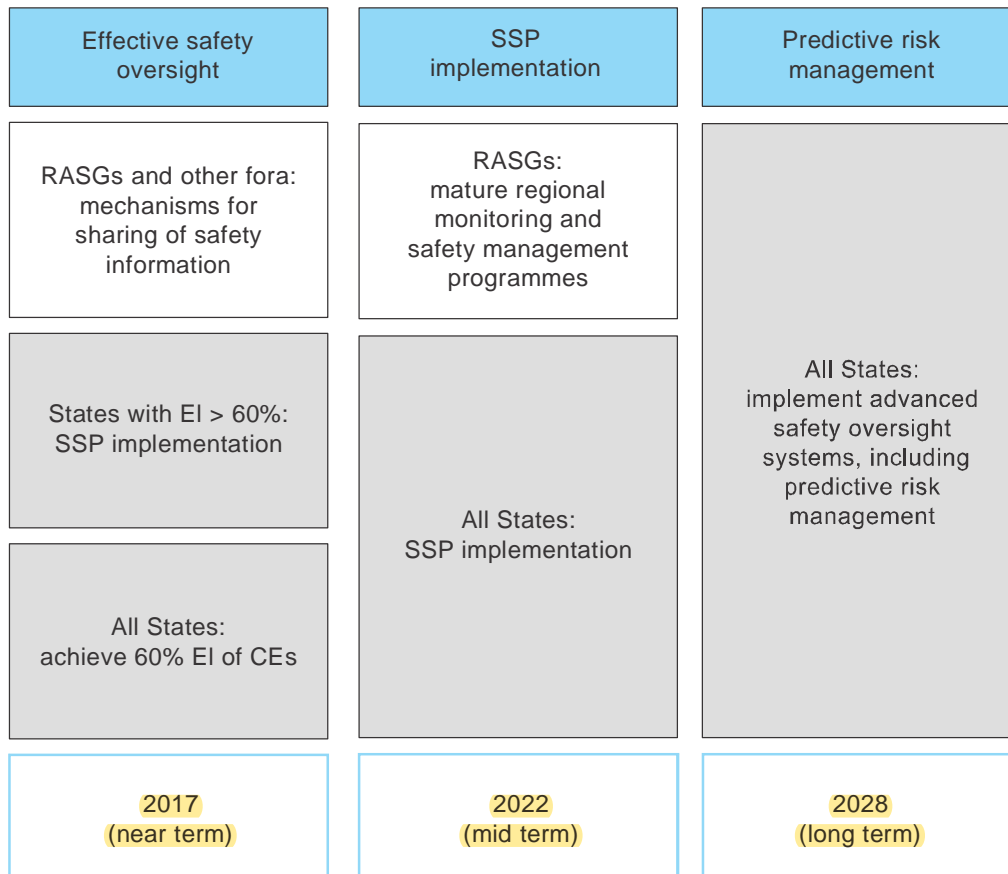 Effective safety
oversight
SSP
implementation
Predictive risk
management
RASGs and other fora:
mechanisms for
sharing of safety
information
RASGs:
mature regional
monitoring and
safety management
programmes
All States:
implement advanced
safety oversight
systems, including
predictive risk
management
States with EI > 60%:
SSP implementation
All States:
SSP implementation
All States:
achieve 60% EI of CEs
2017
(near term)
2022
(mid term)
2028
(long term)